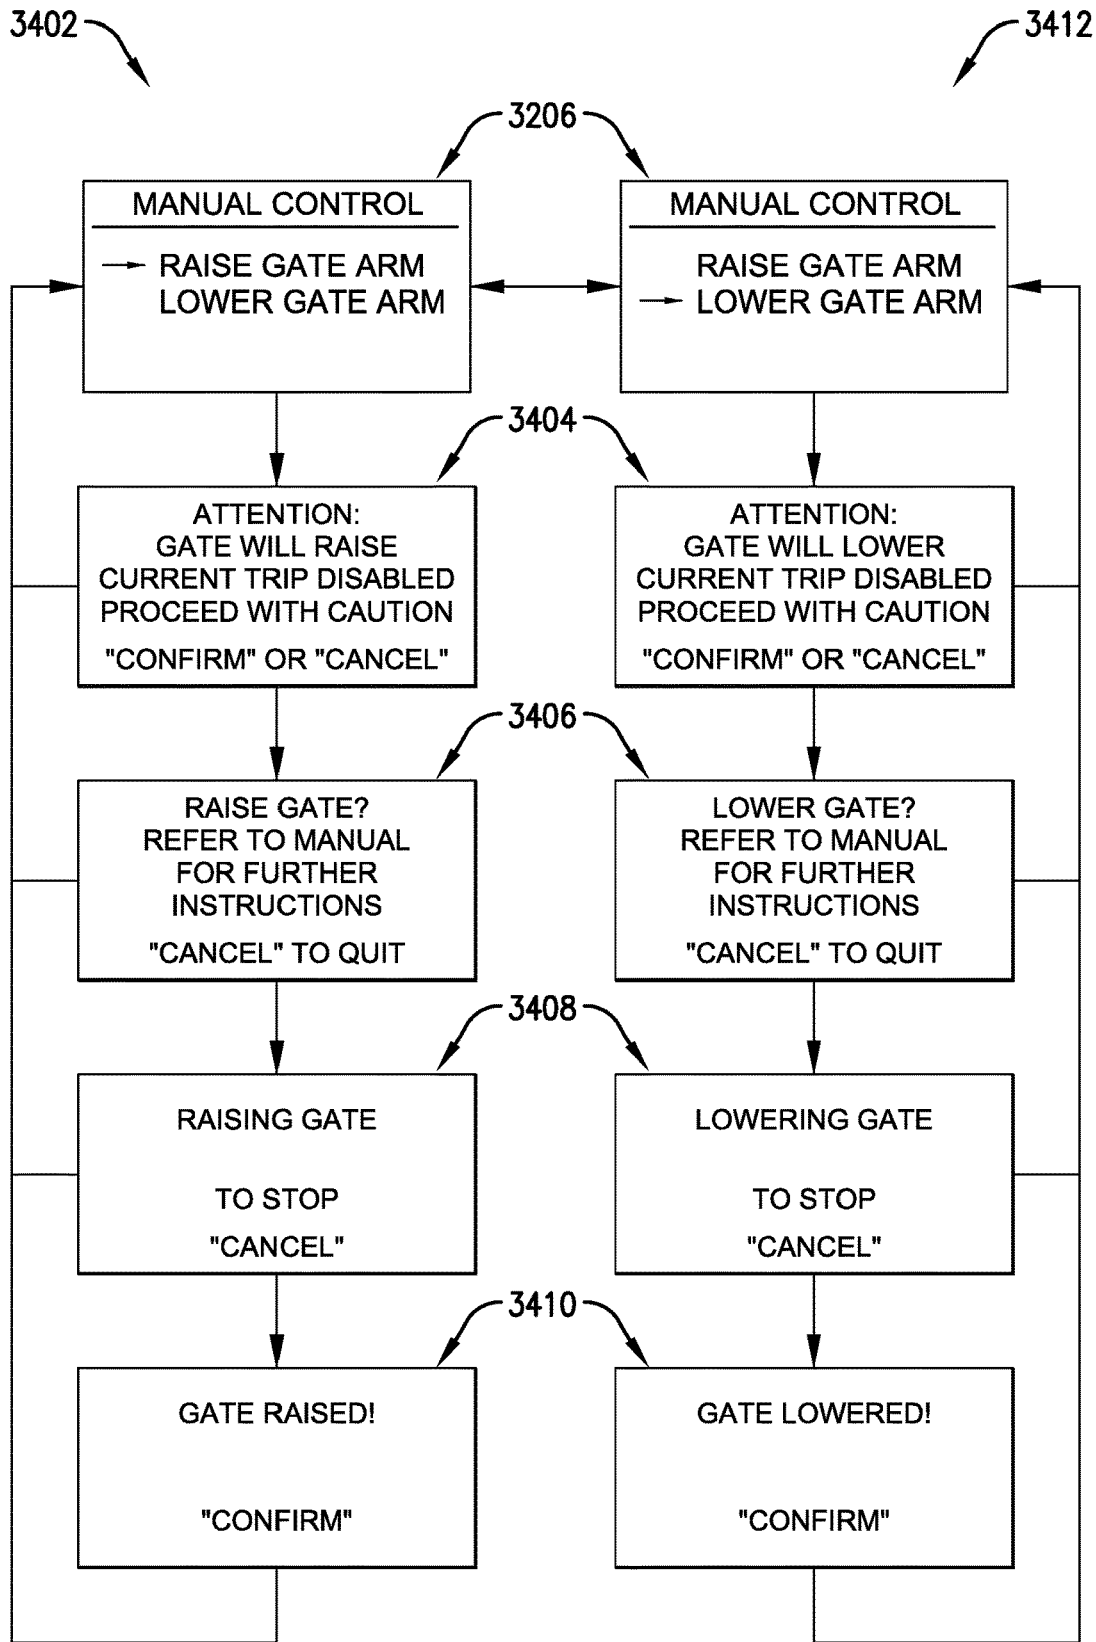 3402
3412
3206
MANUAL CONTROL
RAISE GATE ARM
LOWER GATE ARM
MANUAL CONTROL
RAISE GATE ARM
LOWER GATE ARM
3404
ATTENTION:
GATE WILL RAISE
CURRENT TRIP DISABLED
PROCEED WITH CAUTION
"CONFIRM" OR "CANCEL"
ATTENTION:
GATE WILL LOWER
CURRENT TRIP DISABLED
PROCEED WITH CAUTION
"CONFIRM" OR "CANCEL"
3406
RAISE GATE?
REFER TO MANUAL
FOR FURTHER
INSTRUCTIONS
"CANCEL" TO QUIT
LOWER GATE?
REFER TO MANUAL
FOR FURTHER
INSTRUCTIONS
"CANCEL" TO QUIT
3408
RAISING GATE
TO STOP
"CANCEL"
LOWERING GATE
TO STOP
"CANCEL"
3410
GATE RAISED!
"CONFIRM"
GATE LOWERED!
"CONFIRM"